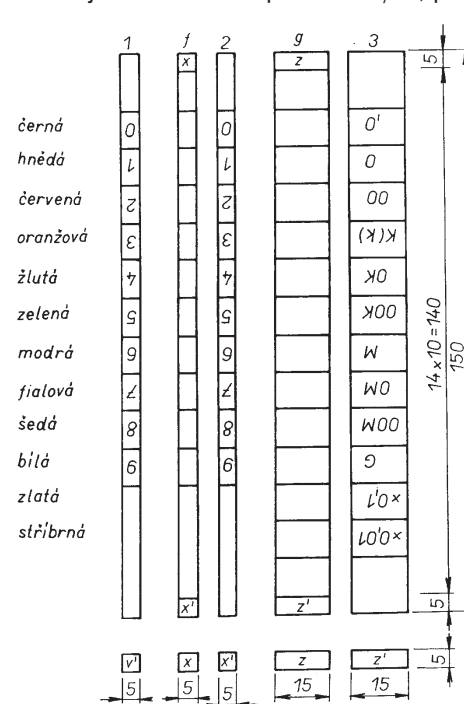 1 f 2 g 3
x z 5
černá 0 0 ,0
hnědá 1 1 0
červená 2 2 00
oranžová 3 3 K(k)
žlutá 4 4 0K
zelená 5 5 00K
modrá 6 6 M
fialová 7 7 0M
šedá 8 8 00M
bílá 9 9 G
zlatá ×0,1
stříbrná ×0,01
14x10=140
150
x' z' 5
v' x x' z z' 5
5 5 5 15 15